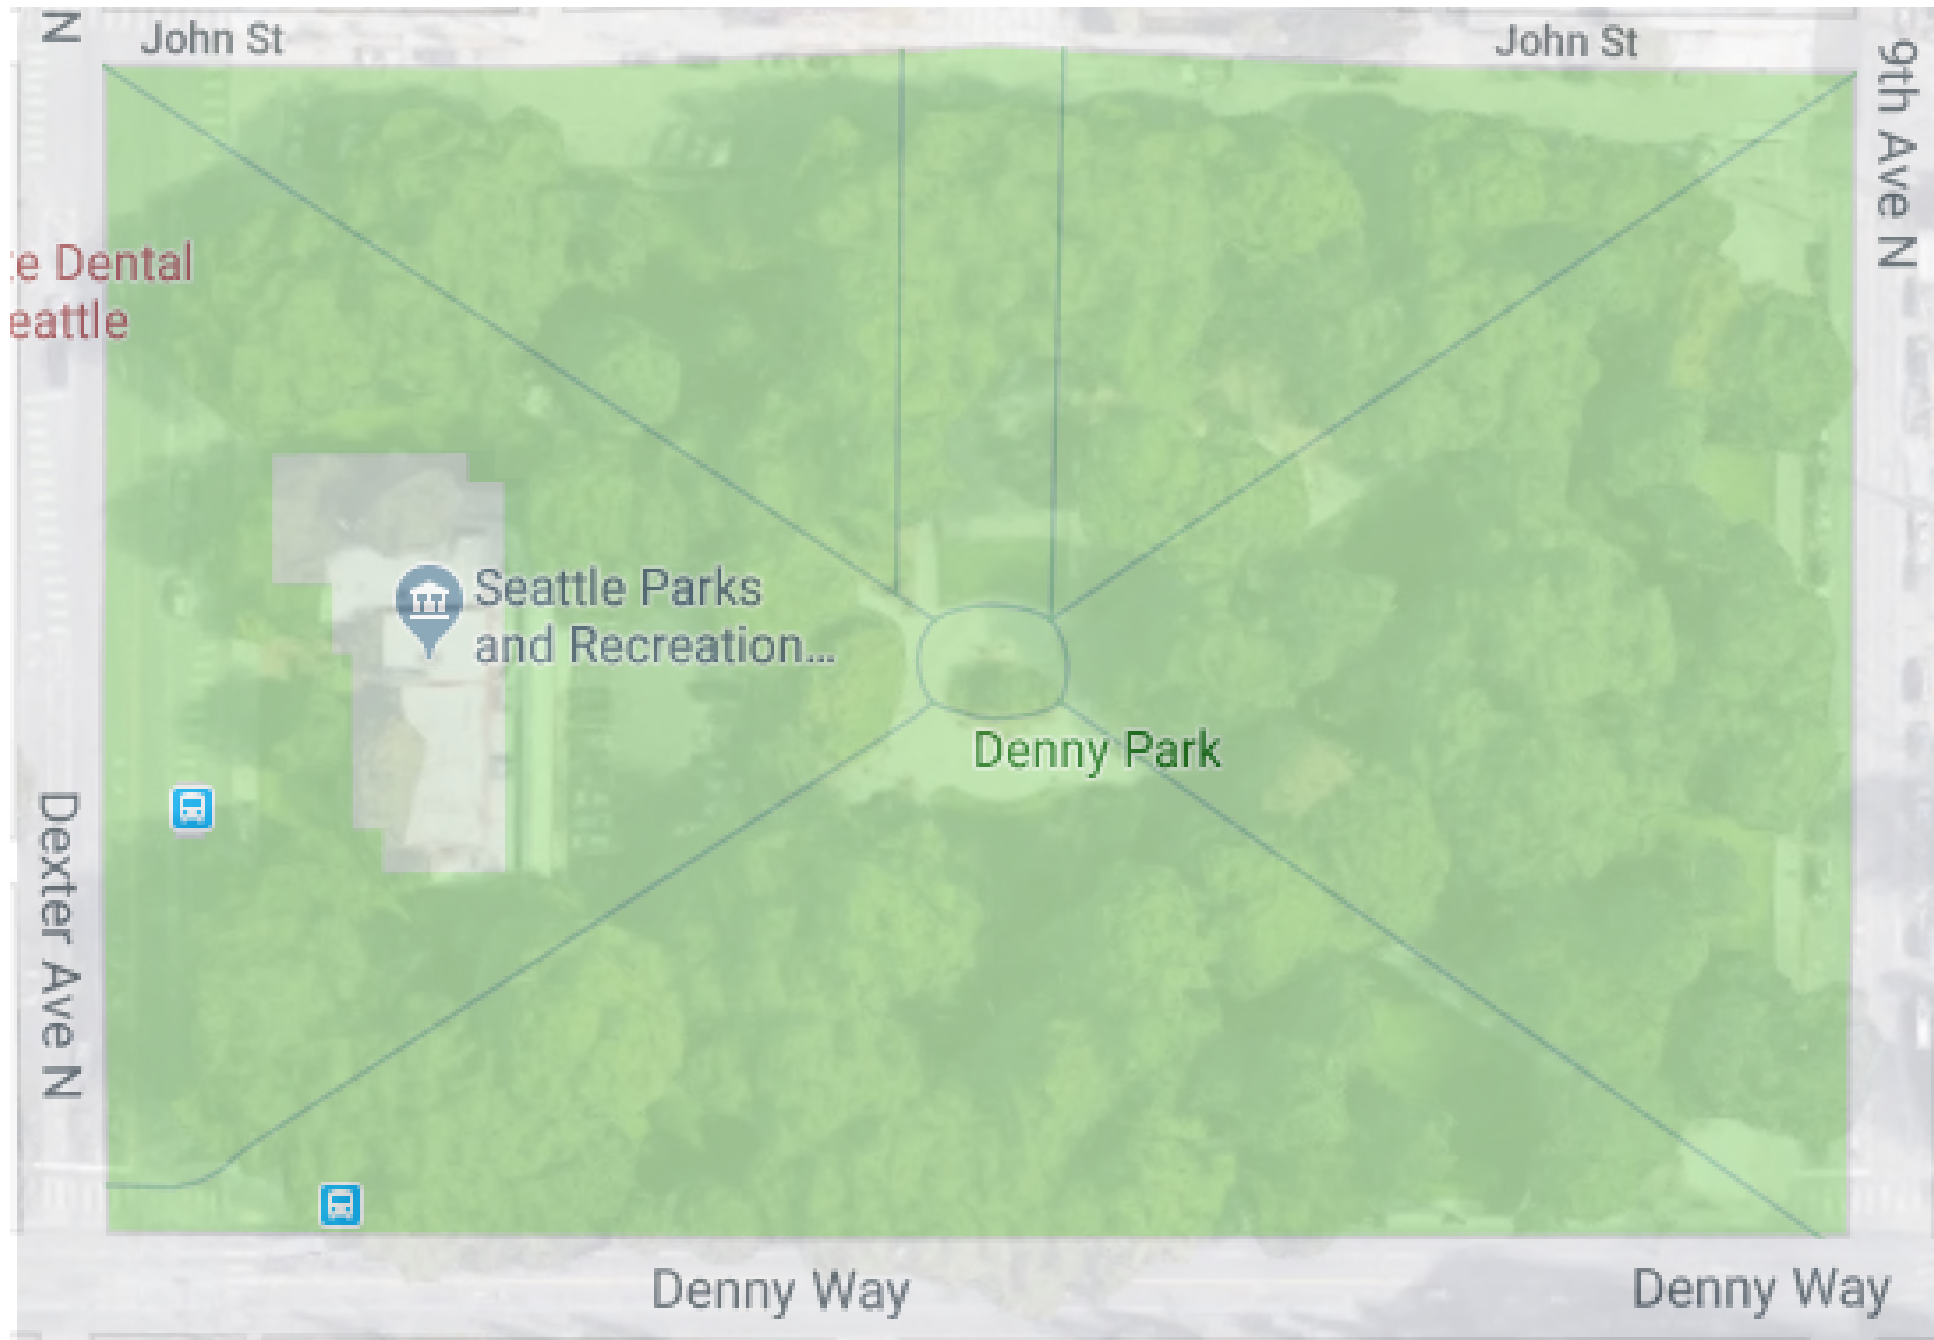 N
John St
John St
9th Ave N
te Dental
eattle
Seattle Parks
and Recreation...
Denny Park
Dexter Ave N
Denny Way
Denny Way